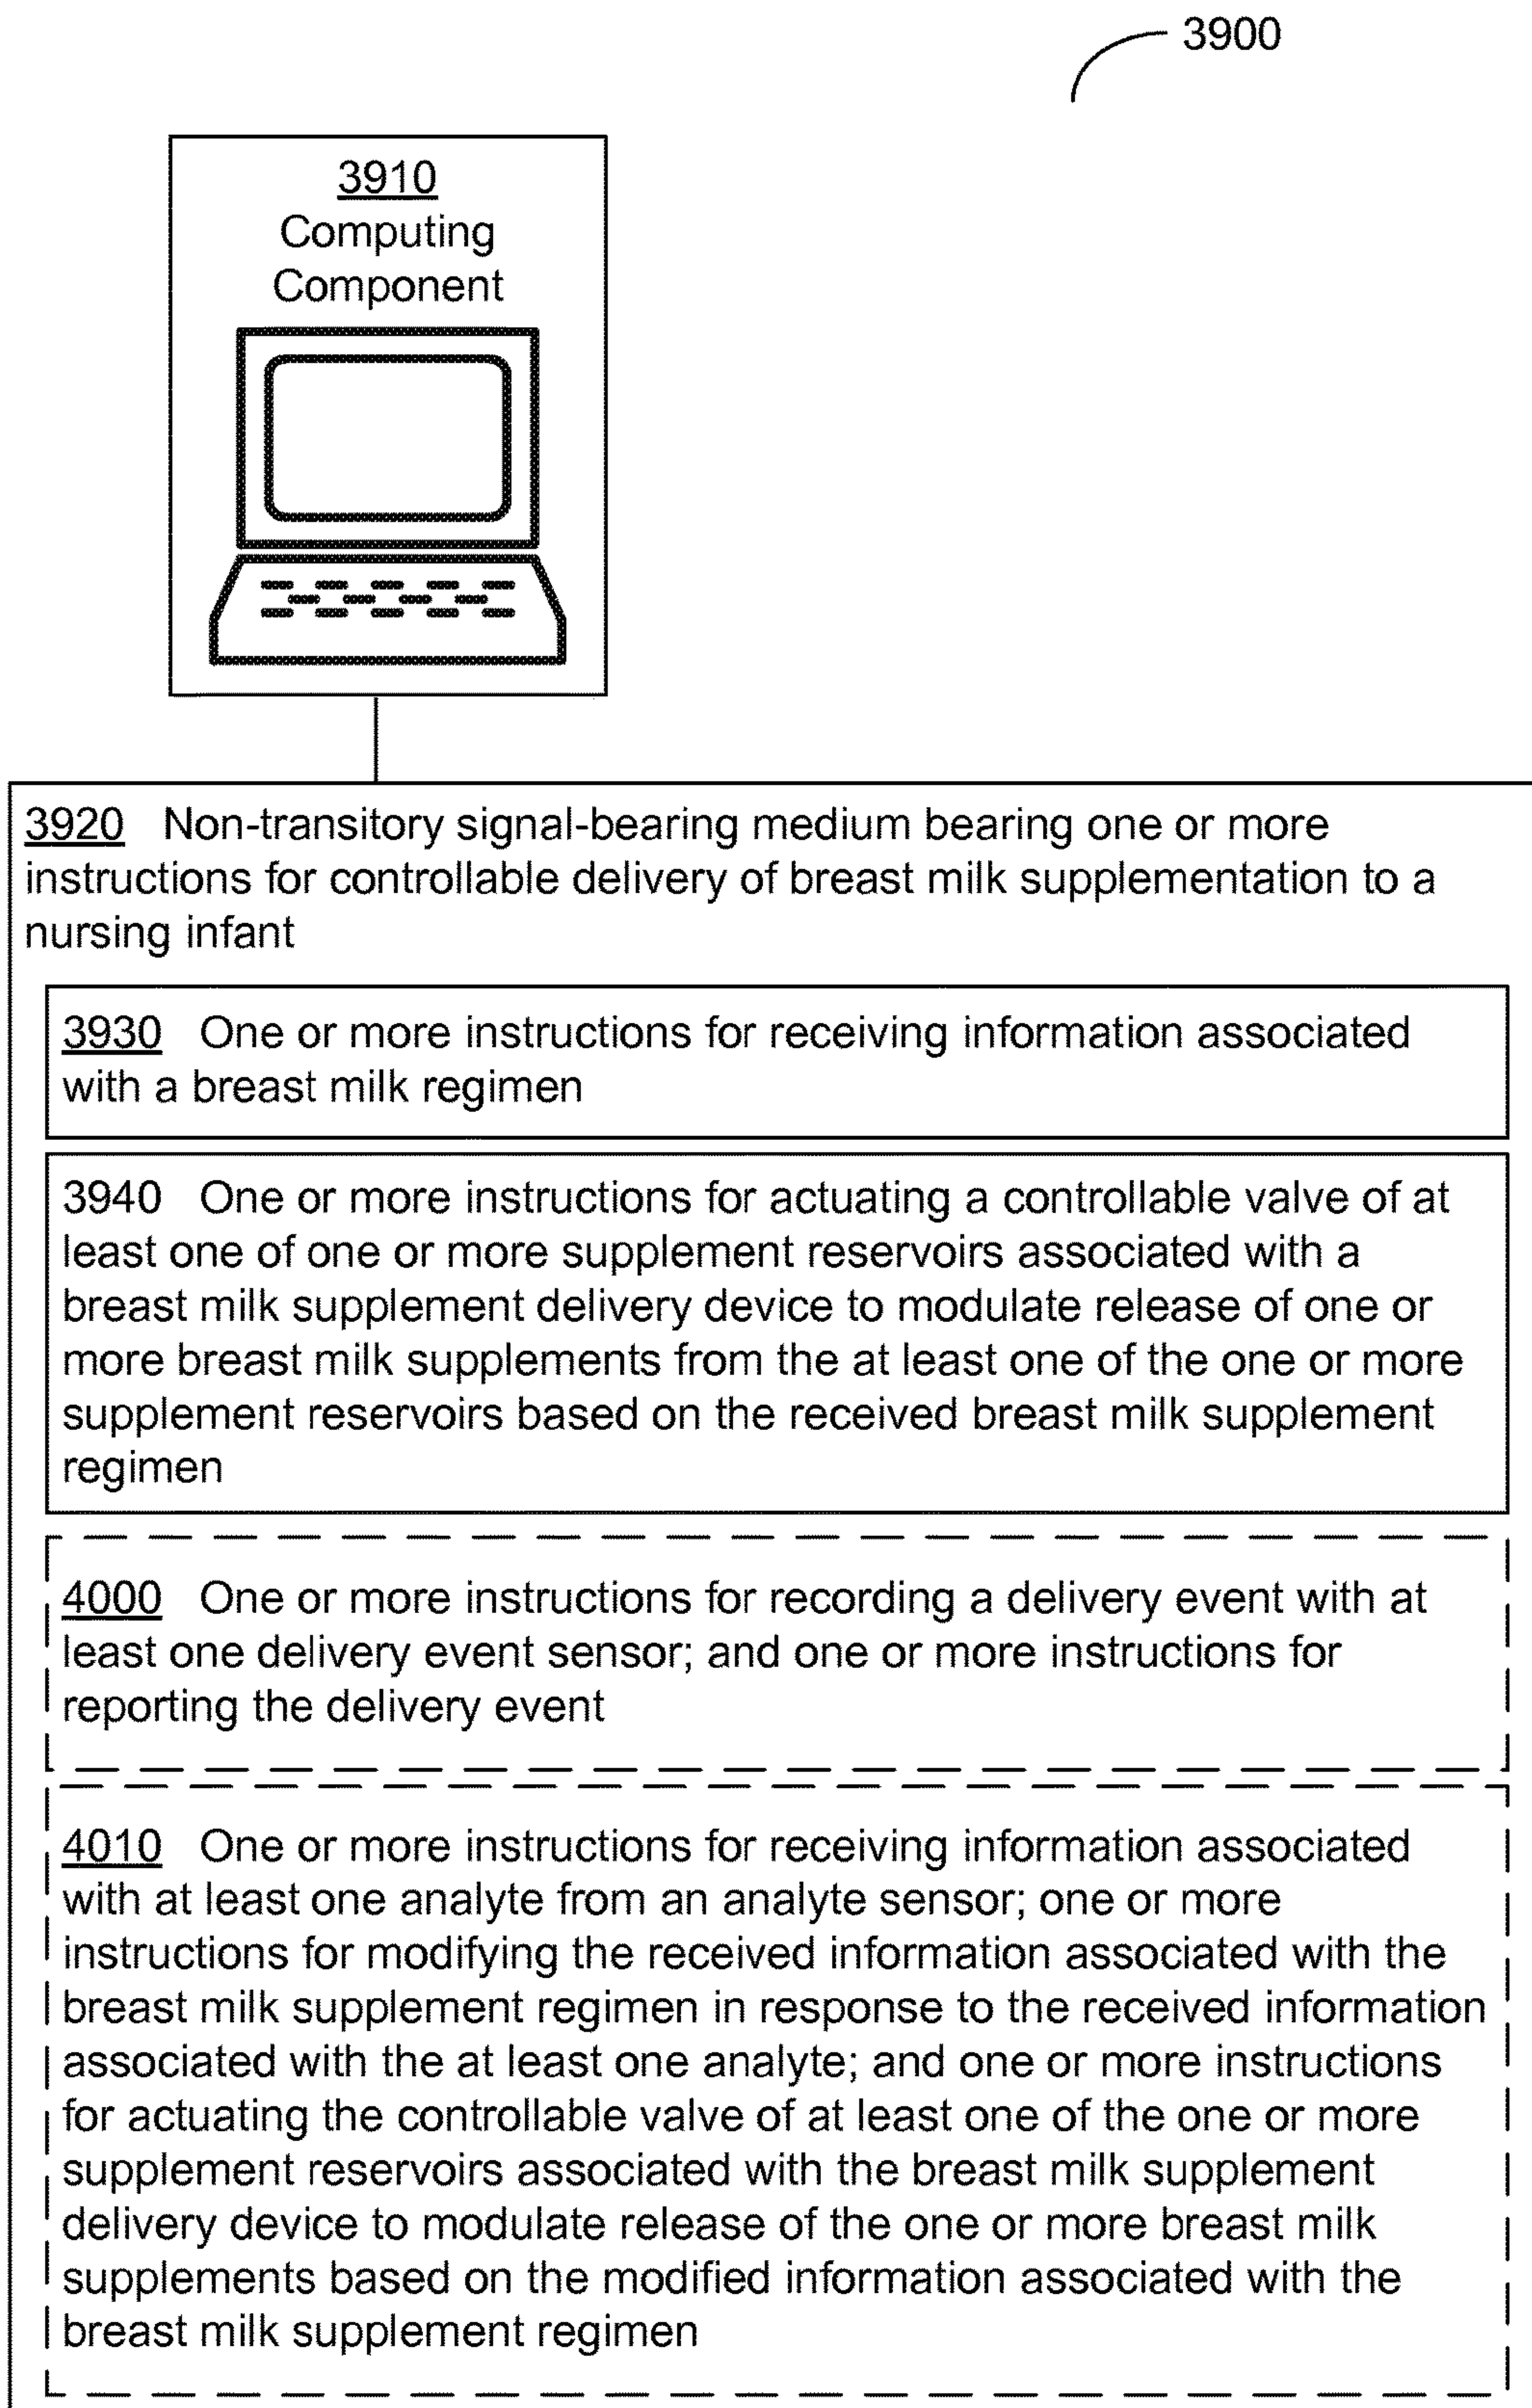 3900
3910
Computing
Component
3920 Non-transitory signal-bearing medium bearing one or more
instructions for controllable delivery of breast milk supplementation to a
nursing infant
3930 One or more instructions for receiving information associated
with a breast milk regimen
3940 One or more instructions for actuating a controllable valve of at
least one of one or more supplement reservoirs associated with a
breast milk supplement delivery device to modulate release of one or
more breast milk supplements from the at least one of the one or more
supplement reservoirs based on the received breast milk supplement
regimen
4000 One or more instructions for recording a delivery event with at
least one delivery event sensor; and one or more instructions for
reporting the delivery event
4010 One or more instructions for receiving information associated
with at least one analyte from an analyte sensor; one or more
instructions for modifying the received information associated with the
breast milk supplement regimen in response to the received information
associated with the at least one analyte; and one or more instructions
for actuating the controllable valve of at least one of the one or more
supplement reservoirs associated with the breast milk supplement
delivery device to modulate release of the one or more breast milk
supplements based on the modified information associated with the
breast milk supplement regimen